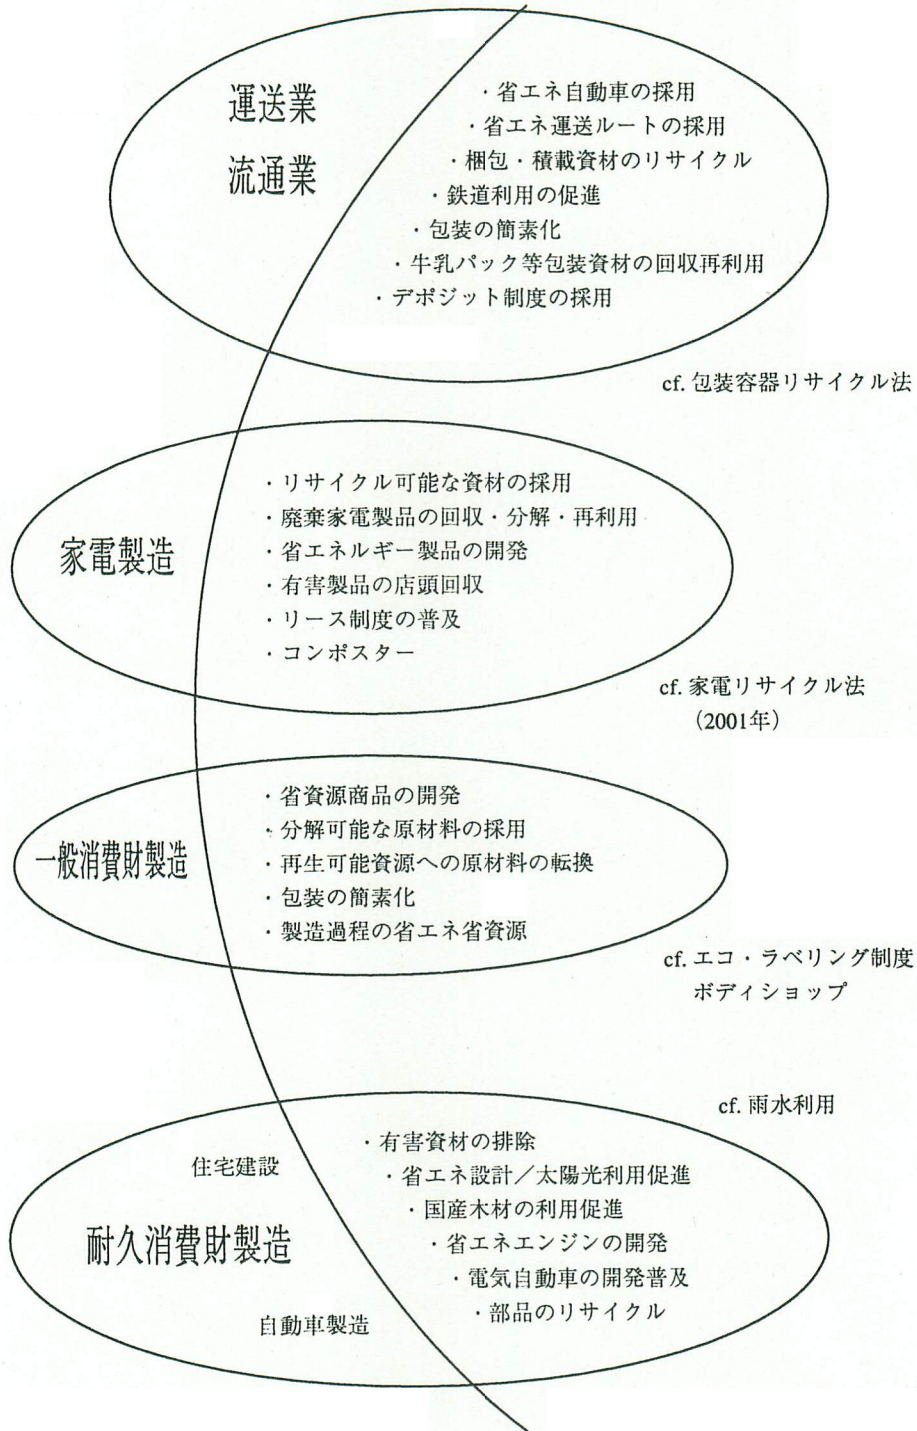 運送業
流通業
・省エネ自動車の採用
・省エネ運送ルートの採用
・梱包・積載資材のリサイクル
・鉄道利用の促進
・包装の簡素化
・牛乳パック等包装資材の回収再利用
・デポジット制度の採用
cf. 包装容器リサイクル法
家電製造
・リサイクル可能な資材の採用
・廃棄家電製品の回収・分解・再利用
・省エネルギー製品の開発
・有害製品の店頭回収
・リース制度の普及
・コンポスター
cf. 家電リサイクル法
（2001年）
一般消費財製造
・省資源商品の開発
・分解可能な原材料の採用
・再生可能資源への原材料の転換
・包装の簡素化
・製造過程の省エネ省資源
cf. エコ・ラベリング制度
ボディショップ
cf. 雨水利用
住宅建設
耐久消費財製造
自動車製造
・有害資材の排除
・省エネ設計／太陽光利用促進
・国産木材の利用促進
・省エネエンジンの開発
・電気自動車の開発普及
・部品のリサイクル